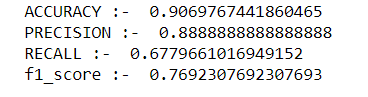 ACCURACY :-  0.9069767441860465
PRECISION :-  0.8888888888888888
RECALL :-  0.6779661016949152
f1_score :-  0.7692307692307693